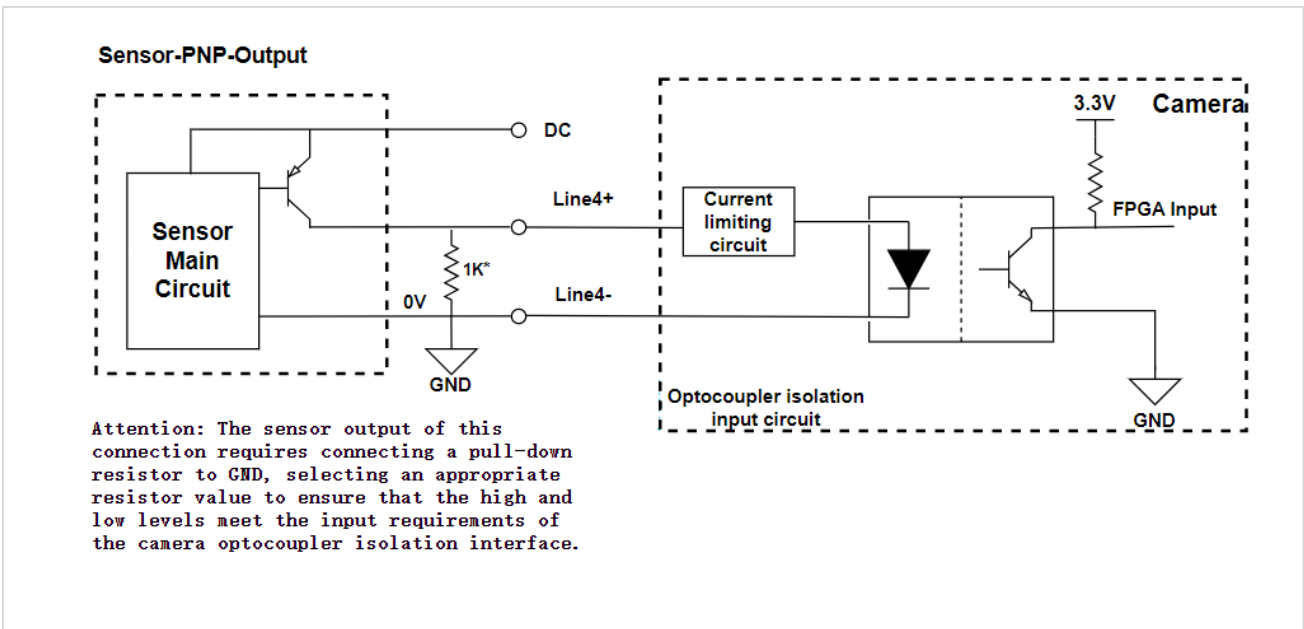 Sensor-PNP-Output
DC
Sensor
Main
Circuit
Line4+
1K*
0V
Line4-
GND
Camera
3.3V
Current
limiting
circuit
FPGA Input
Optocoupler isolation
input circuit
GND
Attention: The sensor output of this
connection requires connecting a pull-down
resistor to GND, selecting an appropriate
resistor value to ensure that the high and
low levels meet the input requirements of
the camera optocoupler isolation interface.